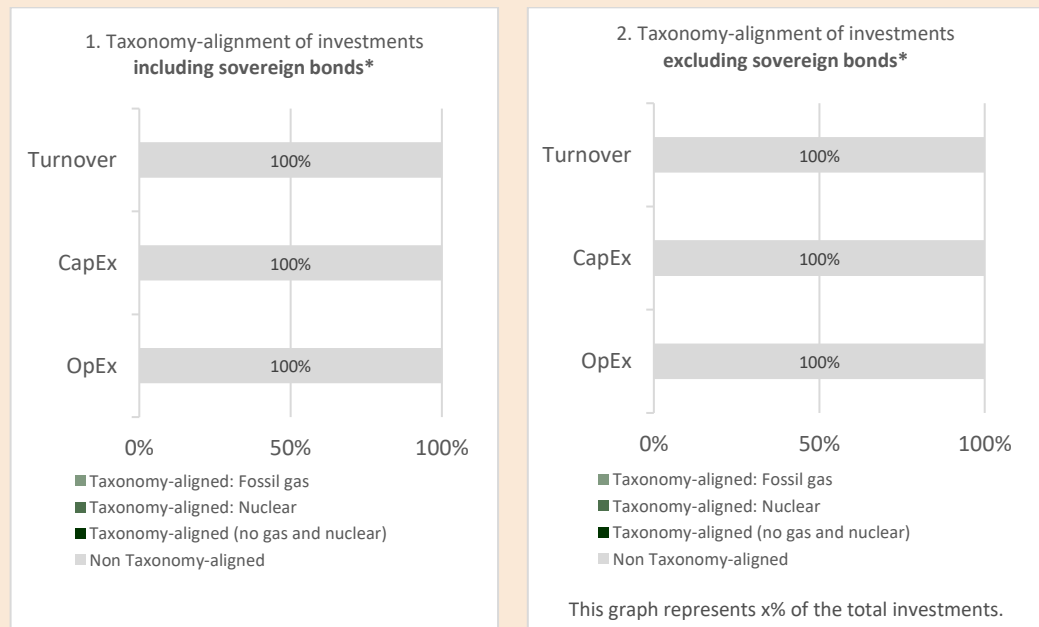 1. Taxonomy-alignment of investments
including sovereign bonds*
Turnover
100%
CapEx
100%
OpEx
100%
0% 50% 100%
Taxonomy-aligned: Fossil gas
Taxonomy-aligned: Nuclear
Taxonomy-aligned (no gas and nuclear)
Non Taxonomy-aligned
2. Taxonomy-alignment of investments
excluding sovereign bonds*
Turnover
100%
CapEx
100%
OpEx
100%
0% 50% 100%
Taxonomy-aligned: Fossil gas
Taxonomy-aligned: Nuclear
Taxonomy-aligned (no gas and nuclear)
Non Taxonomy-aligned
This graph represents x% of the total investments.